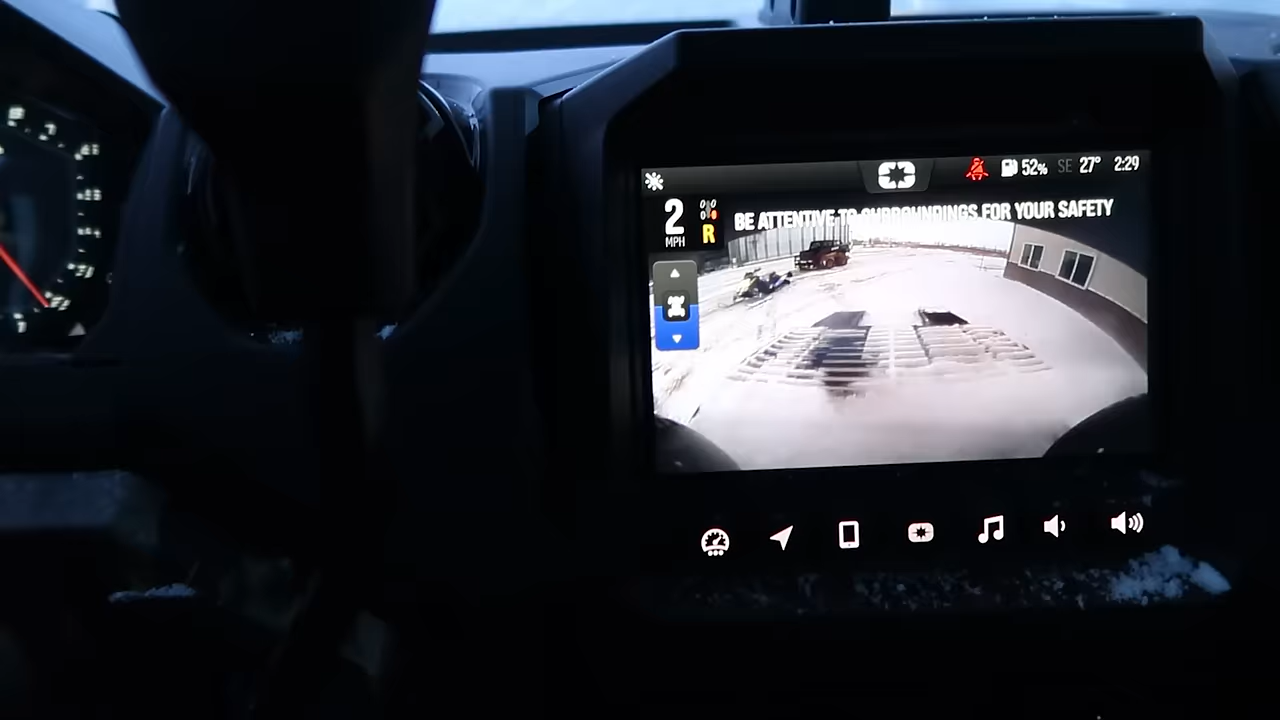 52% SE 27° 2:29
2
MPH
R
BE ATTENTIVE TO SURROUNDINGS FOR YOUR SAFETY